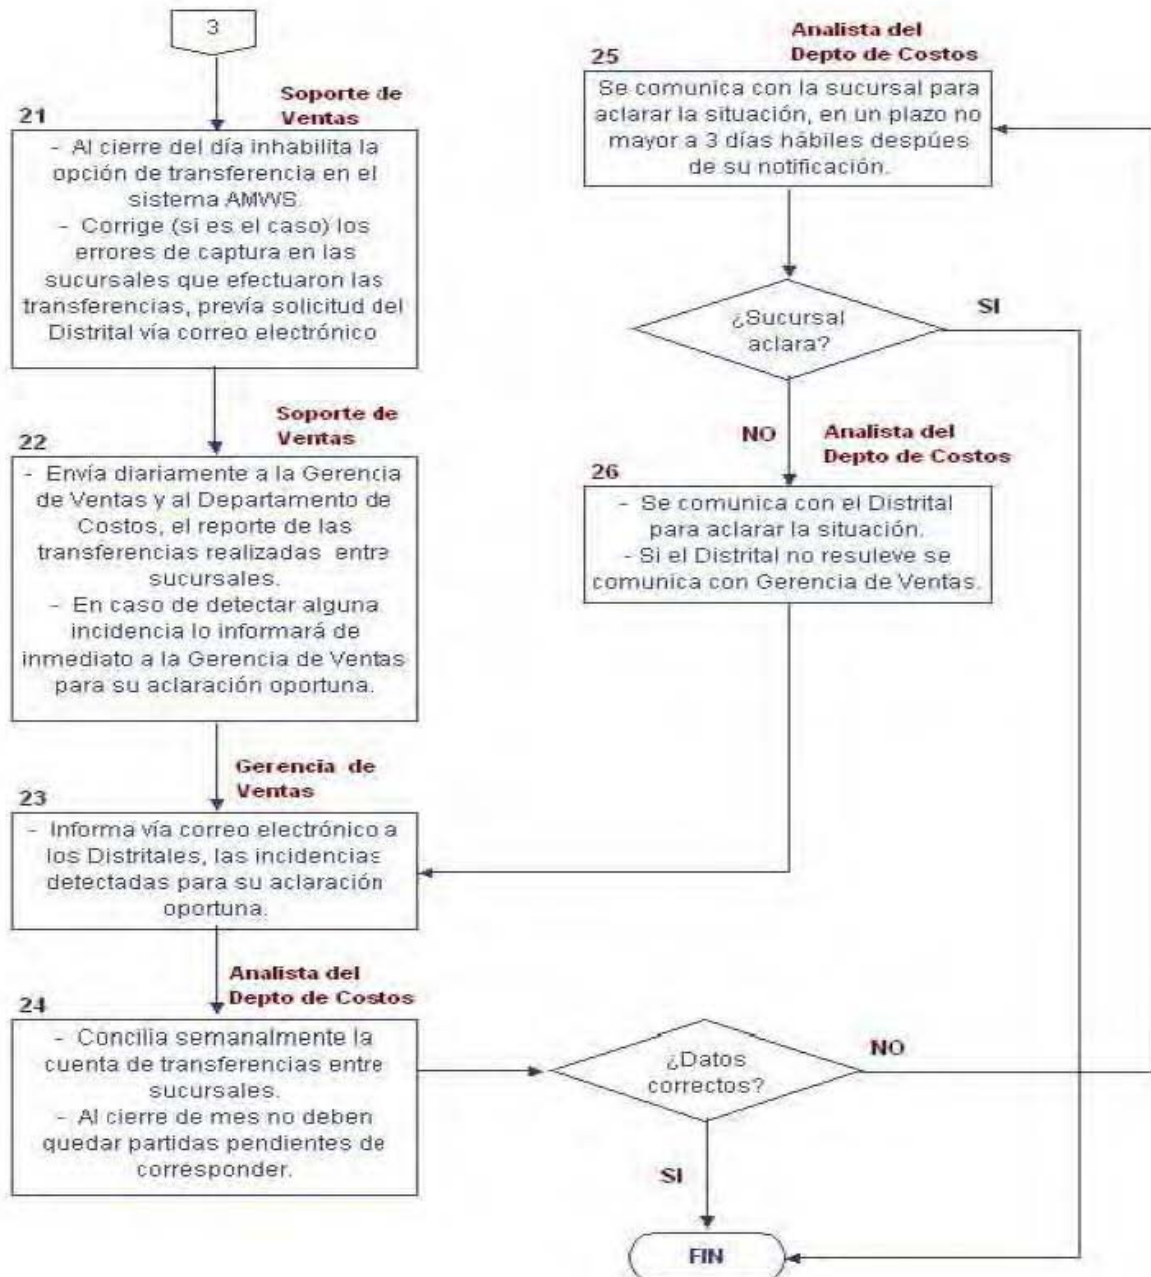 3
Soporte de
Ventas
21
- Al cierre del día inhabilita la
opción de transferencia en el
sistema AMWS.
- Corrige (si es el caso) los
errores de captura en las
sucursales que efectuaron las
transferencias, previa solicitud del
Distrital vía correo electrónico
Soporte de
Ventas
22
- Envía diariamente a la Gerencia
de Ventas y al Departamento de
Costos, el reporte de las
transferencias realizadas entre
sucursales.
- En caso de detectar alguna
incidencia lo informará de
inmediato a la Gerencia de Ventas
para su aclaración oportuna.
Gerencia de
Ventas
23
- Informa vía correo electrónico a
los Distritales, las incidencias
detectadas para su aclaración
oportuna.
Analista del
Depto de Costos
24
- Concilia semanalmente la
cuenta de transferencias entre
sucursales.
- Al cierre de mes no deben
quedar partidas pendientes de
corresponder.
¿Datos
correctos?
NO
SI
FIN
Analista del
Depto de Costos
25
Se comunica con la sucursal para
aclarar la situación, en un plazo no
mayor a 3 días hábiles despúes
de su notificación.
¿Sucursal
aclara?
SI
NO
Analista del
Depto de Costos
26
- Se comunica con el Distrital
para aclarar la situación.
- Si el Distrital no resuleve se
comunica con Gerencia de Ventas.